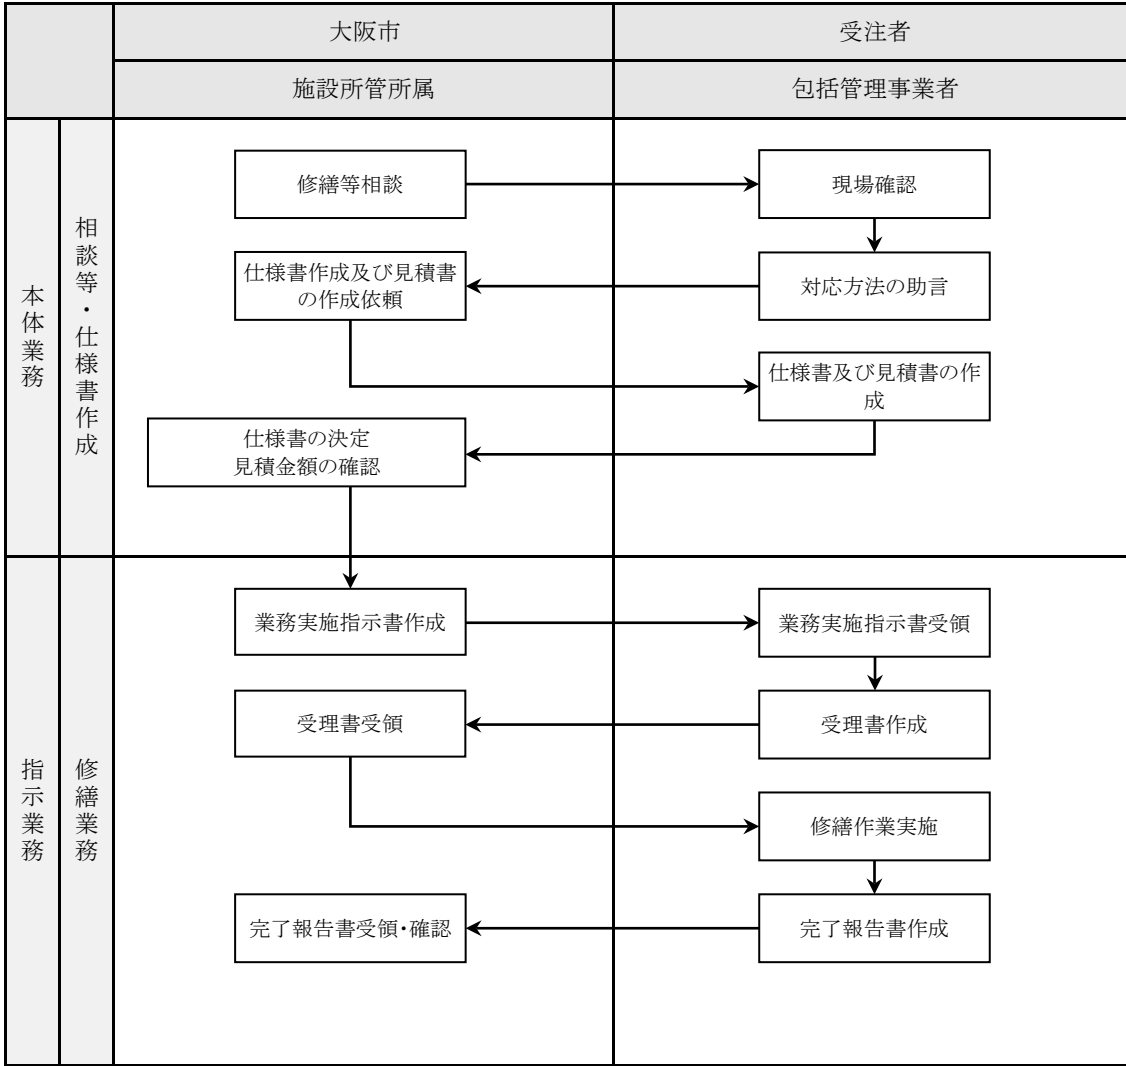 大阪市
受注者
施設所管所属
包括管理事業者
本体業務
相談等・仕様書作成
修繕等相談
現場確認
仕様書作成及び見積書
の作成依頼
対応方法の助言
仕様書及び見積書の作
成
仕様書の決定
見積金額の確認
指示業務
修繕業務
業務実施指示書作成
業務実施指示書受領
受理書受領
受理書作成
修繕作業実施
完了報告書受領・確認
完了報告書作成